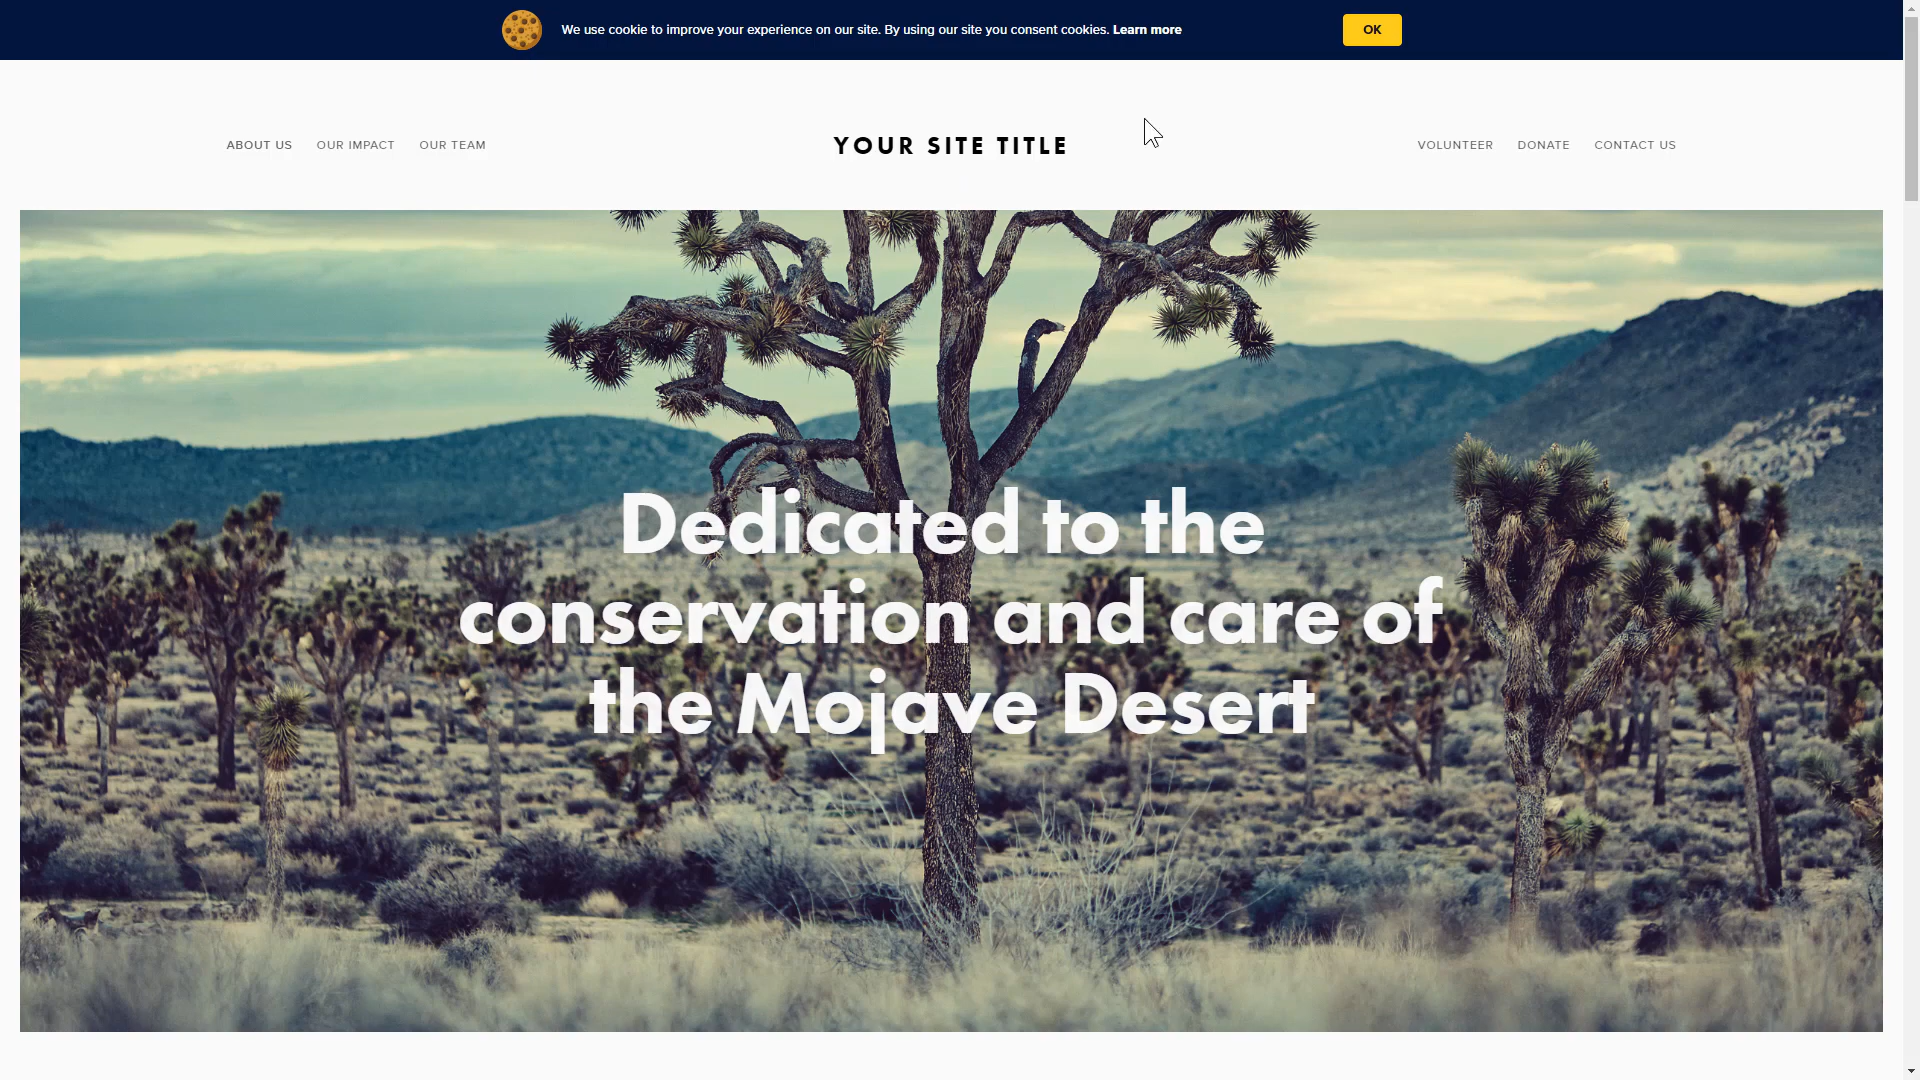 We use cookie to improve your experience on our site. By using our site you consent cookies. Learn more
OK
ABOUT US OUR IMPACT OUR TEAM
YOUR SITE TITLE
VOLUNTEER DONATE CONTACT US
Dedicated to the
conservation and care of
the Mojave Desert